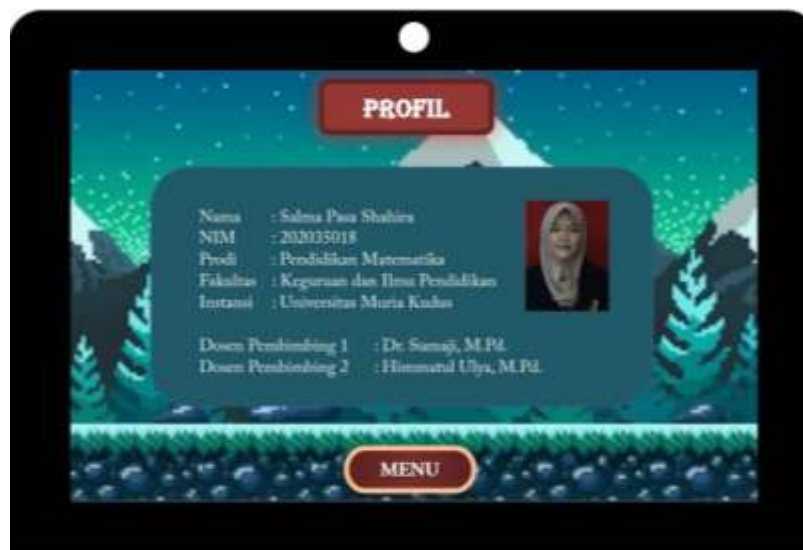 PROFIL
Nama : Salma Pasa Shahira
NIM : 202035018
Prodi : Pendidikan Matematika
Fakultas : Keguruan dan Ilmu Pendidikan
Instansi : Universitas Muria Kudus
Dosen Pembimbing 1 : Dr. Sumaji, M.Pd.
Dosen Pembimbing 2 : Himmatul Ulya, M.Pd.
MENU